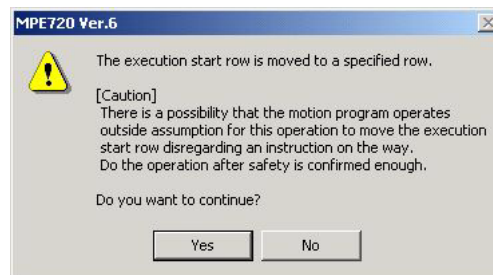 MPE720 Ver.6
The execution start row is moved to a specified row.
[Caution]
There is a possibility that the motion program operates
outside assumption for this operation to move the execution
start row disregarding an instruction on the way.
Do the operation after safety is confirmed enough.
Do you want to continue?
Yes No